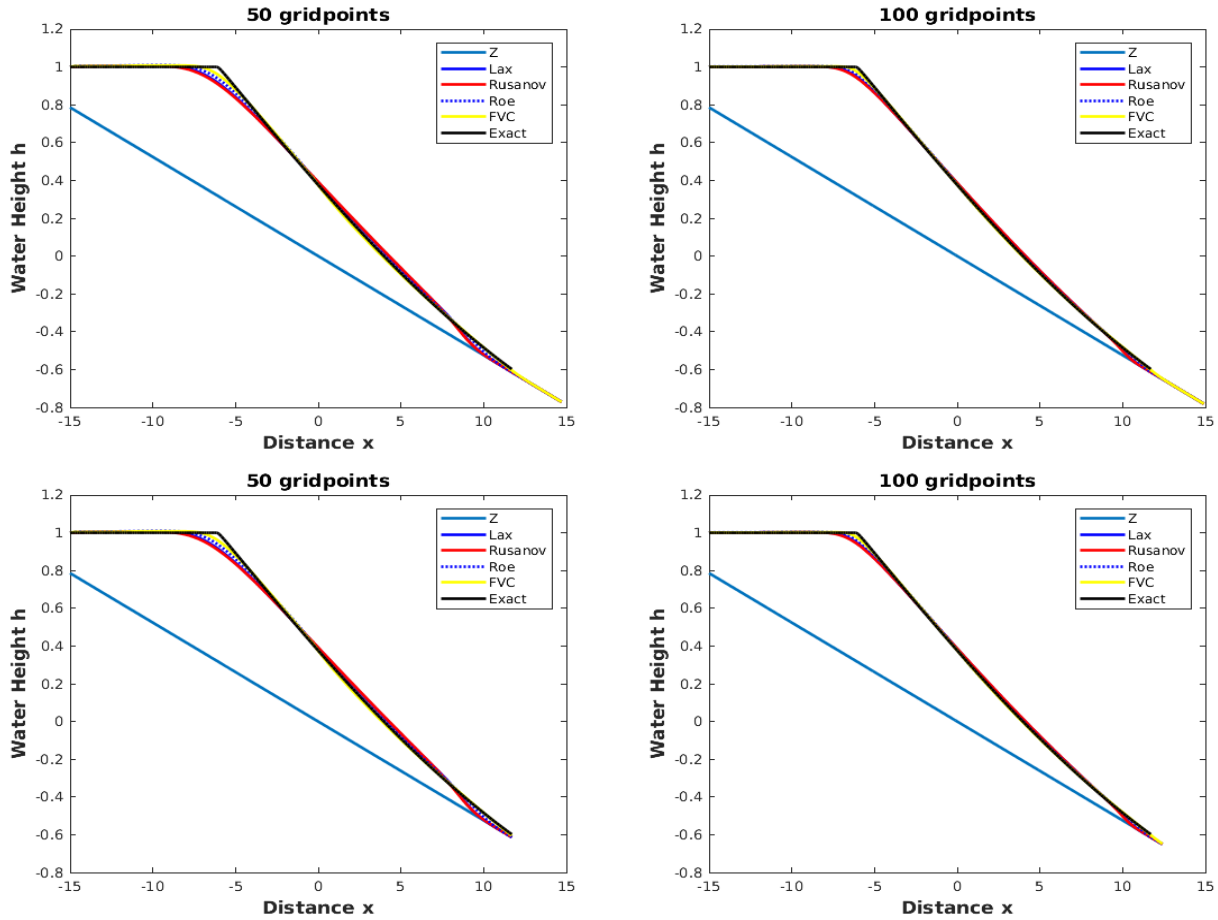 50 gridpoints
1.2
1
0.8
0.6
0.4
0.2
0
-0.2
-0.4
-0.6
-0.8
-15 -10 -5 0 5 10 15
Water Height h
Distance x
Z
Lax
Rusanov
Roe
FVC
Exact
100 gridpoints
1.2
1
0.8
0.6
0.4
0.2
0
-0.2
-0.4
-0.6
-0.8
-15 -10 -5 0 5 10 15
Water Height h
Distance x
Z
Lax
Rusanov
Roe
FVC
Exact
50 gridpoints
1.2
1
0.8
0.6
0.4
0.2
0
-0.2
-0.4
-0.6
-0.8
-15 -10 -5 0 5 10 15
Water Height h
Distance x
Z
Lax
Rusanov
Roe
FVC
Exact
100 gridpoints
1.2
1
0.8
0.6
0.4
0.2
0
-0.2
-0.4
-0.6
-0.8
-15 -10 -5 0 5 10 15
Water Height h
Distance x
Z
Lax
Rusanov
Roe
FVC
Exact